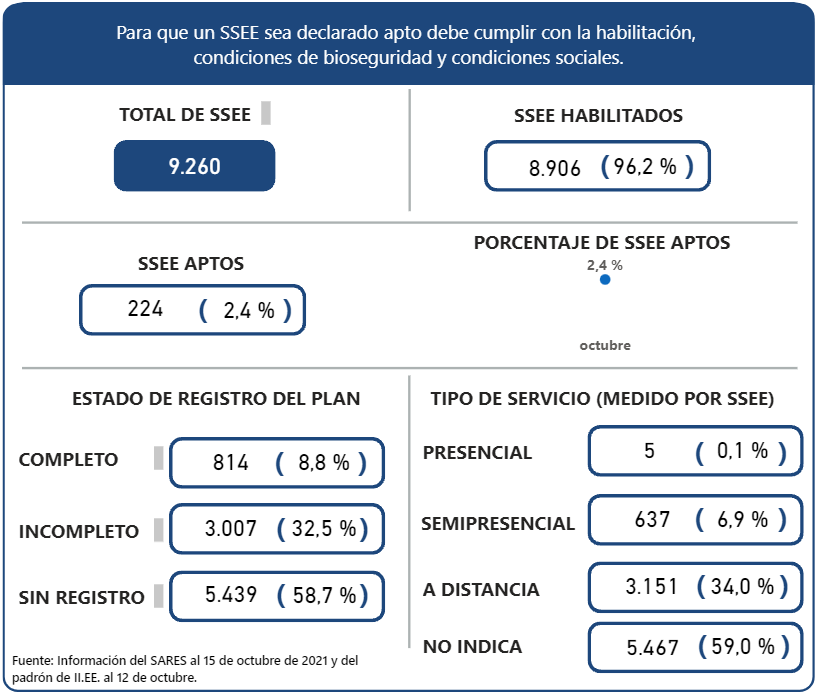 Para que un SSEE sea declarado apto debe cumplir con la habilitación,
condiciones de bioseguridad y condiciones sociales.
TOTAL DE SSEE
9.260
SSEE HABILITADOS
8.906 (96,2 %)
SSEE APTOS
224 ( 2,4 %)
PORCENTAJE DE SSEE APTOS
2,4 %
octubre
ESTADO DE REGISTRO DEL PLAN
COMPLETO 814 ( 8,8 %)
INCOMPLETO 3.007 (32,5 %)
SIN REGISTRO 5.439 (58,7 %)
TIPO DE SERVICIO (MEDIDO POR SSEE)
PRESENCIAL 5 ( 0,1 %)
SEMIPRESENCIAL 637 ( 6,9 %)
A DISTANCIA 3.151 (34,0 %)
NO INDICA 5.467 (59,0 %)
Fuente: Información del SARES al 15 de octubre de 2021 y del
padrón de II.EE. al 12 de octubre.